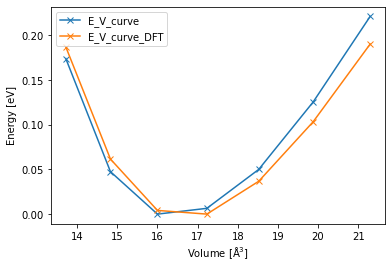 E_V_curve
E_V_curve_DFT
0.20
0.15
0.10
0.05
0.00
Energy [eV]
14 15 16 17 18 19 20 21
Volume [Å³]